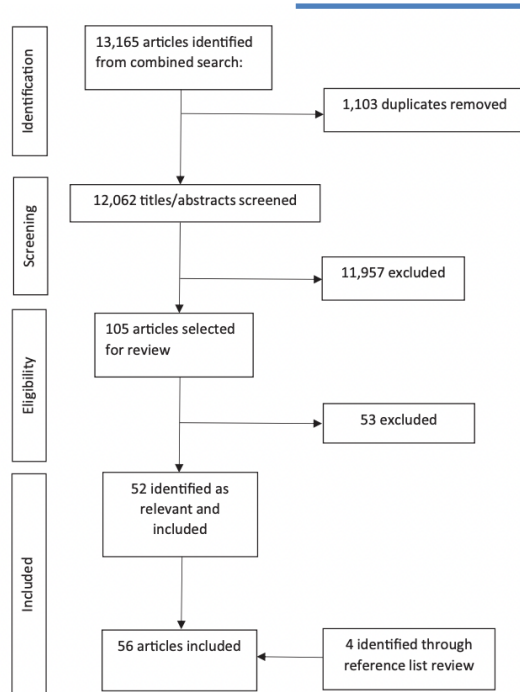 Identification
13,165 articles identified
from combined search:
1,103 duplicates removed
Screening
12,062 titles/abstracts screened
11,957 excluded
Eligibility
105 articles selected
for review
53 excluded
Included
52 identified as
relevant and
included
56 articles included
4 identified through
reference list review